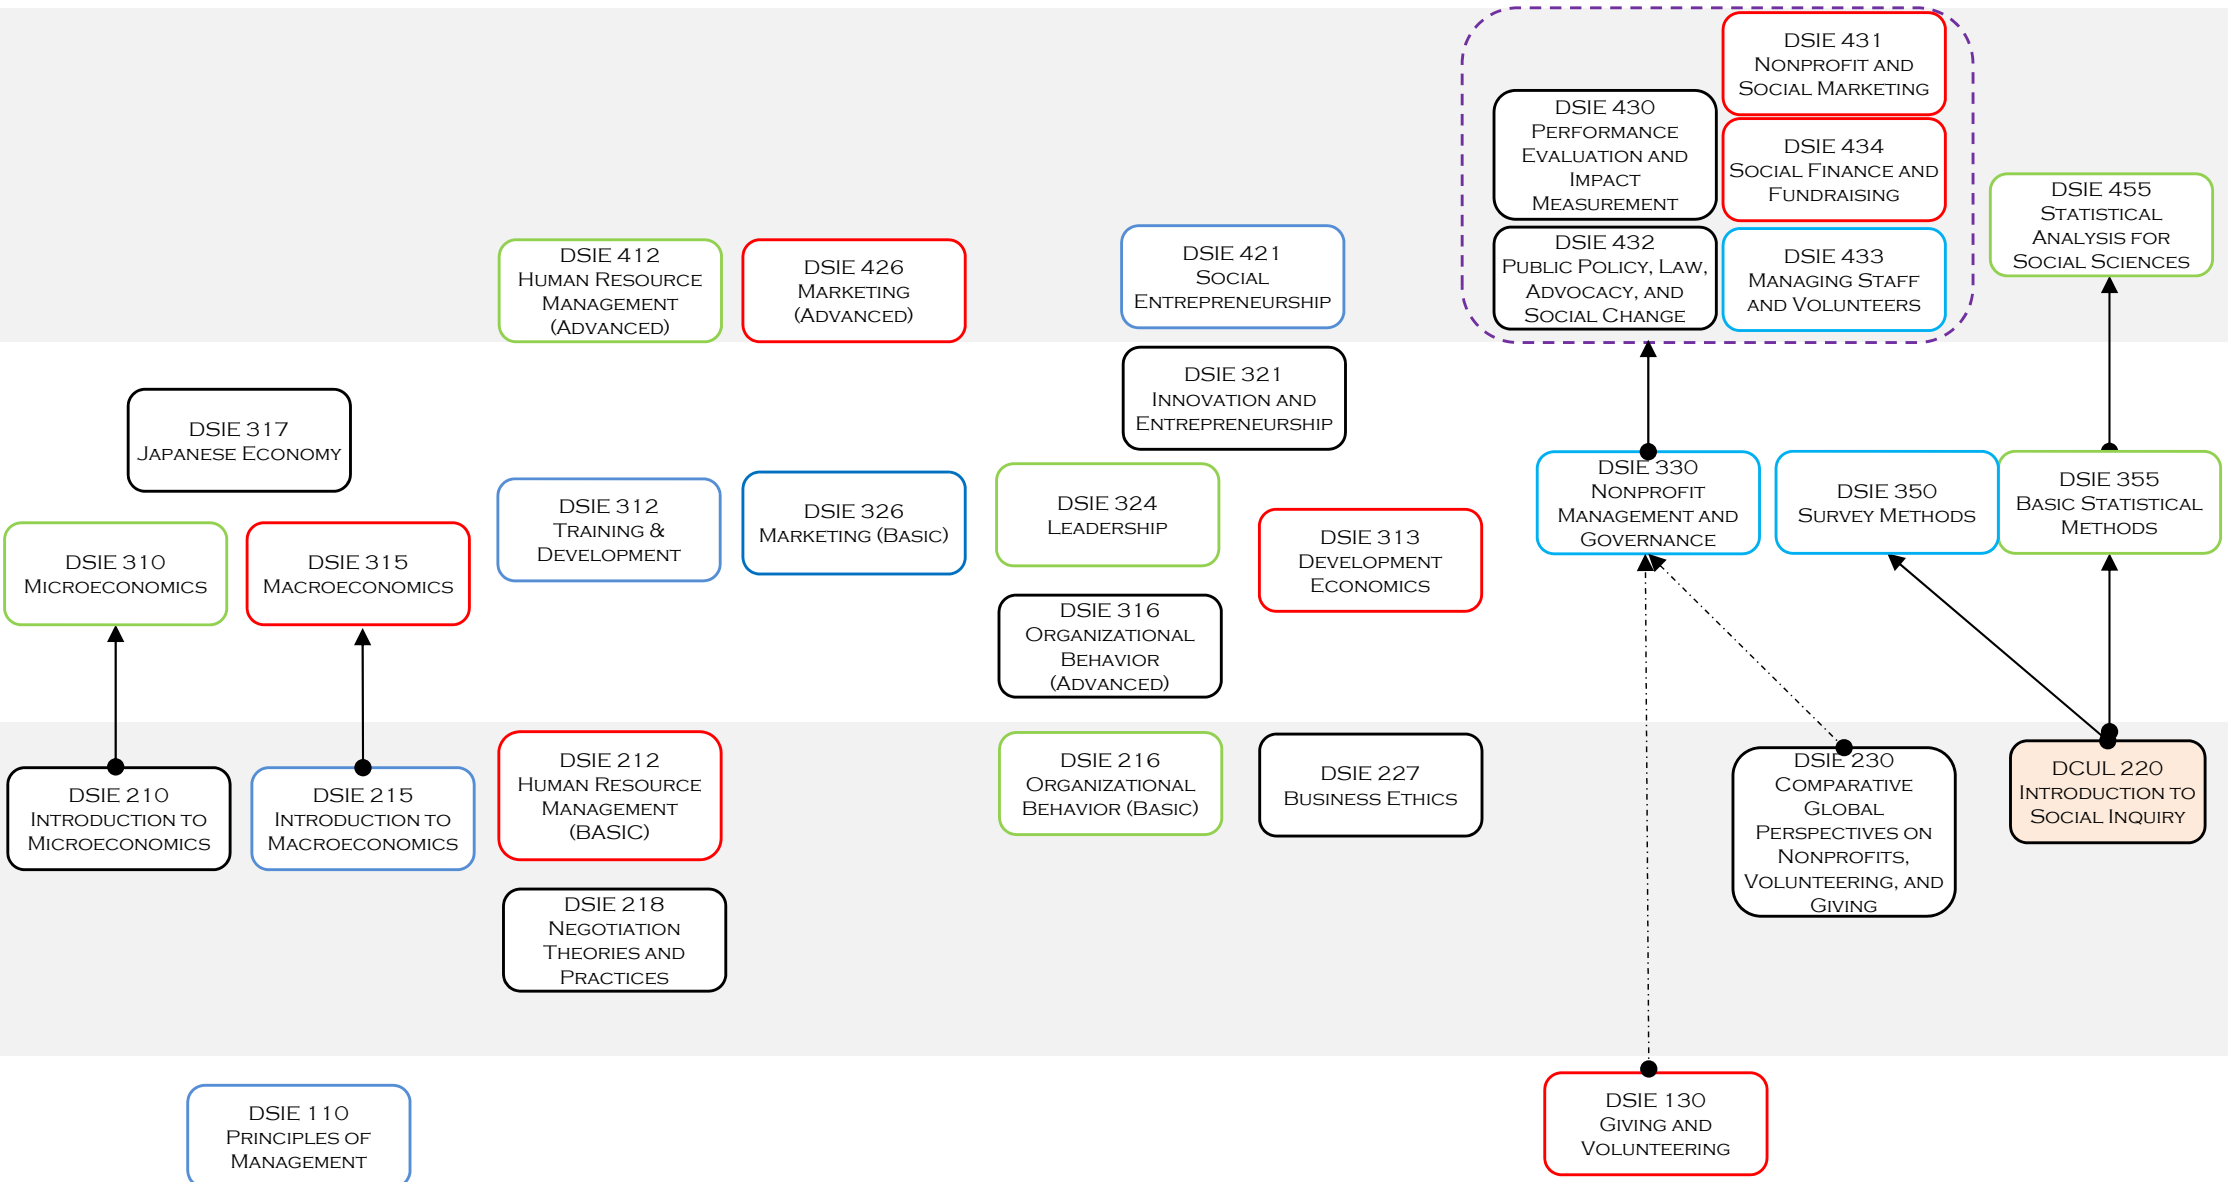 DSIE 431
Nonprofit and
Social Marketing
DSIE 430
Performance
Evaluation and
Impact
Measurement
DSIE 434
Social Finance and
Fundraising
DSIE 455
Statistical
Analysis for
Social Sciences
DSIE 412
Human Resource
Management
(Advanced)
DSIE 426
Marketing
(Advanced)
DSIE 421
Social
Entrepreneurship
DSIE 432
Public Policy, Law,
Advocacy, and
Social Change
DSIE 433
Managing Staff
and Volunteers
DSIE 321
Innovation and
Entrepreneurship
DSIE 317
Japanese Economy
DSIE 312
Training &
Development
DSIE 326
Marketing (Basic)
DSIE 324
Leadership
DSIE 330
Nonprofit
Management and
Governance
DSIE 350
Survey Methods
DSIE 355
Basic Statistical
Methods
DSIE 310
Microeconomics
DSIE 315
Macroeconomics
DSIE 313
Development
Economics
DSIE 316
Organizational
Behavior
(Advanced)
DSIE 210
Introduction to
Microeconomics
DSIE 215
Introduction to
Macroeconomics
DSIE 212
Human Resource
Management
(BASIC)
DSIE 216
Organizational
Behavior (Basic)
DSIE 227
Business Ethics
DSIE 230
Comparative
Global
Perspectives on
Nonprofits,
Volunteering, and
Giving
DCUL 220
Introduction to
Social Inquiry
DSIE 218
Negotiation
Theories and
Practices
DSIE 110
Principles of
Management
DSIE 130
Giving and
Volunteering